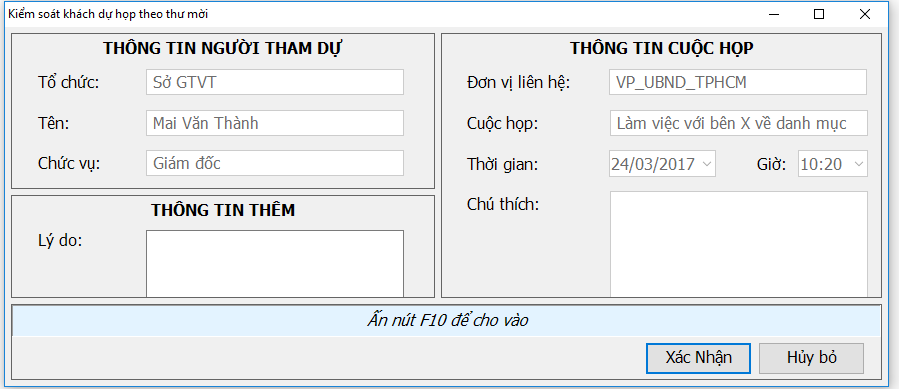 Kiểm soát khách dự họp theo thư mời
THÔNG TIN NGƯỜI THAM DỰ
Tổ chức: Sở GTVT
Tên: Mai Văn Thành
Chức vụ: Giám đốc
THÔNG TIN THÊM
Lý do:
THÔNG TIN CUỘC HỌP
Đơn vị liên hệ: VP_UBND_TPHCM
Cuộc họp: Làm việc với bên X về danh mục
Thời gian: 24/03/2017 Giờ: 10:20
Chú thích:
Ấn nút F10 để cho vào
Xác Nhận Hủy bỏ